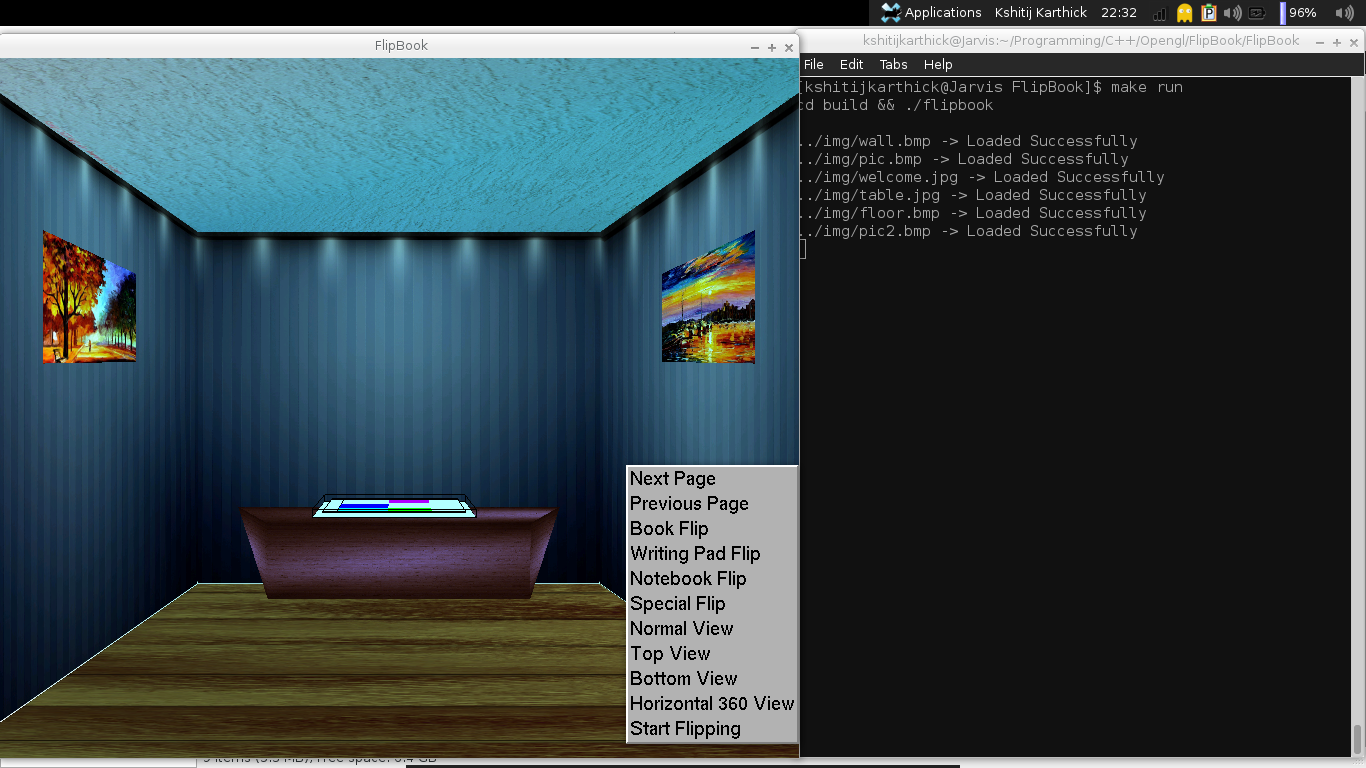 Applications Kshitij Karthick 22:32 96%
FlipBook
kshitijkarthick@Jarvis:~/Programming/C++/Opengl/FlipBook/FlipBook
File Edit Tabs Help
[kshitijkarthick@Jarvis FlipBook]$ make run
cd build && ./flipbook
../img/wall.bmp -> Loaded Successfully
../img/pic.bmp -> Loaded Successfully
../img/welcome.jpg -> Loaded Successfully
../img/table.jpg -> Loaded Successfully
../img/floor.bmp -> Loaded Successfully
../img/pic2.bmp -> Loaded Successfully
Next Page
Previous Page
Book Flip
Writing Pad Flip
Notebook Flip
Special Flip
Normal View
Top View
Bottom View
Horizontal 360 View
Start Flipping